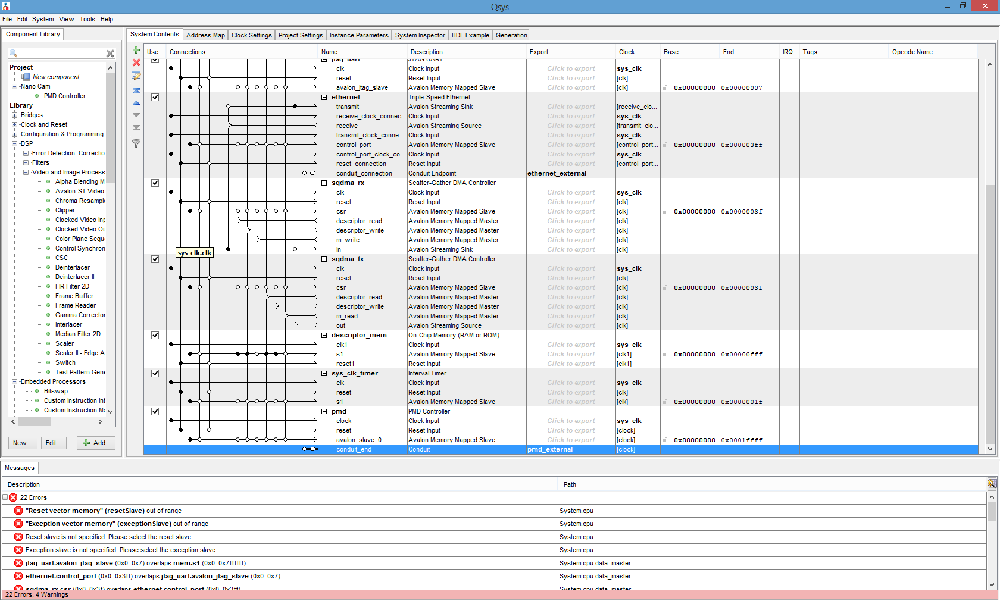 Qsys
File Edit System View Tools Help
Component Library
Project
New component...
Nano Cam
PMD Controller
Library
Bridges
Clock and Reset
Configuration & Programming
DSP
Error Detection_Correctio
Filters
Video and Image Process
Alpha Blending M
Avalon-ST Video
Chroma Resample
Clipper
Clocked Video Inp
Clocked Video Ou
Color Plane Seque
Control Synchron
CSC
Deinterlacer
Deinterlacer II
FIR Filter 2D
Frame Buffer
Frame Reader
Gamma Corrector
Interlacer
Median Filter 2D
Scaler
Scaler II - Edge A
Switch
Test Pattern Gene
Embedded Processors
Bitswap
Custom Instruction Int
Custom Instruction Ma
New... Edit... Add...
System Contents Address Map Clock Settings Project Settings Instance Parameters System Inspector HDL Example Generation
Use Connections Name Description Export Clock Base End IRQ Tags Opcode Name
jtag_uart JTAG UART
clk Clock Input Click to export sys_clk
reset Reset Input Click to export [clk]
avalon_jtag_slave Avalon Memory Mapped Slave Click to export [clk] 0x00000000 0x00000007
ethernet Triple-Speed Ethernet
transmit Avalon Streaming Sink Click to export [receive_clo...
receive_clock_connec... Clock Input Click to export sys_clk
receive Avalon Streaming Source Click to export [transmit_clo...
transmit_clock_conne... Clock Input Click to export sys_clk
control_port Avalon Memory Mapped Slave Click to export [control_port... 0x00000000 0x000003ff
control_port_clock_co... Clock Input Click to export sys_clk
reset_connection Reset Input Click to export [control_port...
conduit_connection Conduit Endpoint ethernet_external
sgdma_rx Scatter-Gather DMA Controller
clk Clock Input Click to export sys_clk
reset Reset Input Click to export [clk]
csr Avalon Memory Mapped Slave Click to export [clk] 0x00000000 0x0000003f
descriptor_read Avalon Memory Mapped Master Click to export [clk]
descriptor_write Avalon Memory Mapped Master Click to export [clk]
m_write Avalon Memory Mapped Master Click to export [clk]
in Avalon Streaming Sink Click to export [clk]
sys_clk.clk
sgdma_tx Scatter-Gather DMA Controller
clk Clock Input Click to export sys_clk
reset Reset Input Click to export [clk]
csr Avalon Memory Mapped Slave Click to export [clk] 0x00000000 0x0000003f
descriptor_read Avalon Memory Mapped Master Click to export [clk]
descriptor_write Avalon Memory Mapped Master Click to export [clk]
m_read Avalon Memory Mapped Master Click to export [clk]
out Avalon Streaming Source Click to export [clk]
descriptor_mem On-Chip Memory (RAM or ROM)
clk1 Clock Input Click to export sys_clk
s1 Avalon Memory Mapped Slave Click to export [clk1] 0x00000000 0x00000fff
reset1 Reset Input Click to export [clk1]
sys_clk_timer Interval Timer
clk Clock Input Click to export sys_clk
reset Reset Input Click to export [clk]
s1 Avalon Memory Mapped Slave Click to export [clk] 0x00000000 0x0000001f
pmd PMD Controller
clock Clock Input Click to export sys_clk
reset Reset Input Click to export [clock]
avalon_slave_0 Avalon Memory Mapped Slave Click to export [clock] 0x00000000 0x0001ffff
conduit_end Conduit pmd_external [clock]
Messages
Description Path
22 Errors
"Reset vector memory" (resetSlave) out of range System.cpu
"Exception vector memory" (exceptionSlave) out of range System.cpu
Reset slave is not specified. Please select the reset slave System.cpu
Exception slave is not specified. Please select the exception slave System.cpu
jtag_uart.avalon_jtag_slave (0x0..0x7) overlaps mem.s1 (0x0..0x7ffffff) System.cpu.data_master
ethernet.control_port (0x0..0x3ff) overlaps jtag_uart.avalon_jtag_slave (0x0..0x7) System.cpu.data_master
sgdma_rx.csr (0x0..0x3f) overlaps ethernet.control_port (0x0..0x3ff) System.cpu.data_master
22 Errors, 4 Warnings